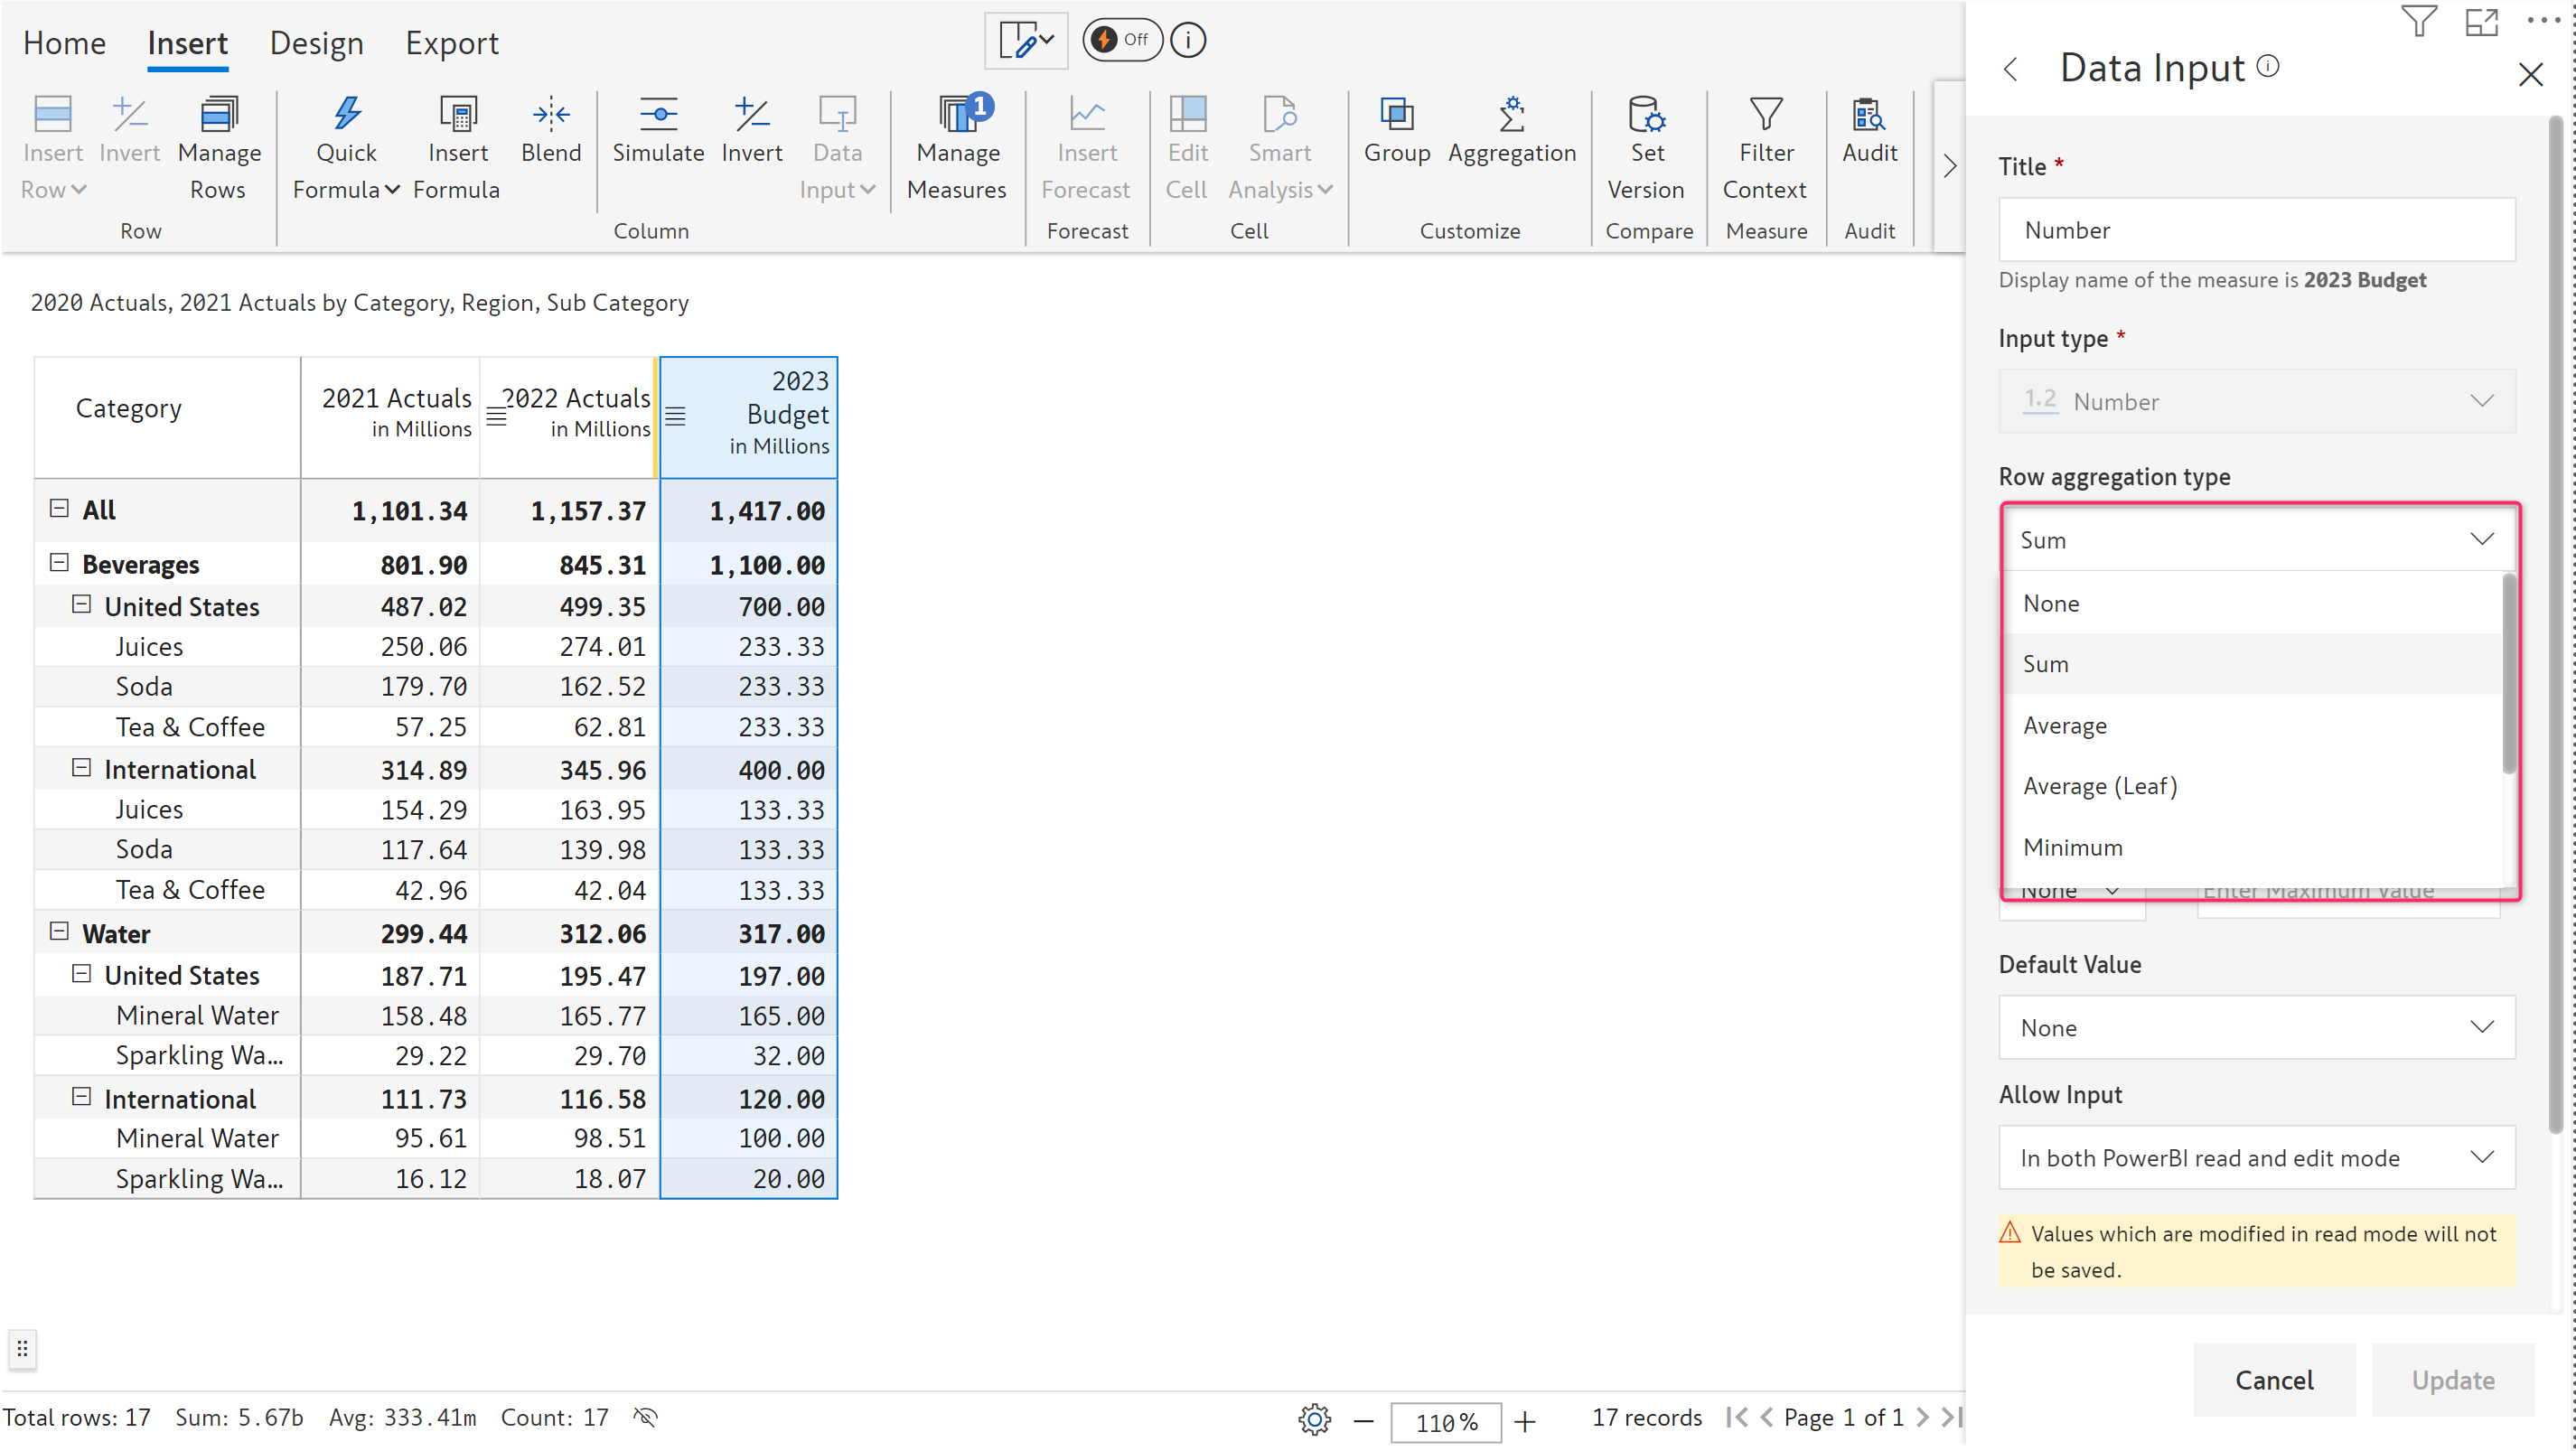 Home Insert Design Export
Off
Insert Row
Invert
Manage Rows
Row
Quick Formula
Insert Formula
Blend
Simulate
Invert
Data Input
Column
1
Manage Measures
Insert Forecast
Forecast
Edit Cell
Smart Analysis
Cell
Group
Aggregation
Customize
Set Version
Compare
Filter Context
Measure
Audit
Audit
2020 Actuals, 2021 Actuals by Category, Region, Sub Category
Category 2021 Actuals in Millions 2022 Actuals in Millions 2023 Budget in Millions
All 1,101.34 1,157.37 1,417.00
Beverages 801.90 845.31 1,100.00
United States 487.02 499.35 700.00
Juices 250.06 274.01 233.33
Soda 179.70 162.52 233.33
Tea & Coffee 57.25 62.81 233.33
International 314.89 345.96 400.00
Juices 154.29 163.95 133.33
Soda 117.64 139.98 133.33
Tea & Coffee 42.96 42.04 133.33
Water 299.44 312.06 317.00
United States 187.71 195.47 197.00
Mineral Water 158.48 165.77 165.00
Sparkling Wa... 29.22 29.70 32.00
International 111.73 116.58 120.00
Mineral Water 95.61 98.51 100.00
Sparkling Wa... 16.12 18.07 20.00
Total rows: 17 Sum: 5.67b Avg: 333.41m Count: 17
110%
17 records Page 1 of 1
Data Input
Title *
Number
Display name of the measure is 2023 Budget
Input type *
1.2 Number
Row aggregation type
Sum
None
Sum
Average
Average (Leaf)
Minimum
None Enter Maximum Value
Default Value
None
Allow Input
In both PowerBI read and edit mode
Values which are modified in read mode will not
be saved.
Cancel Update